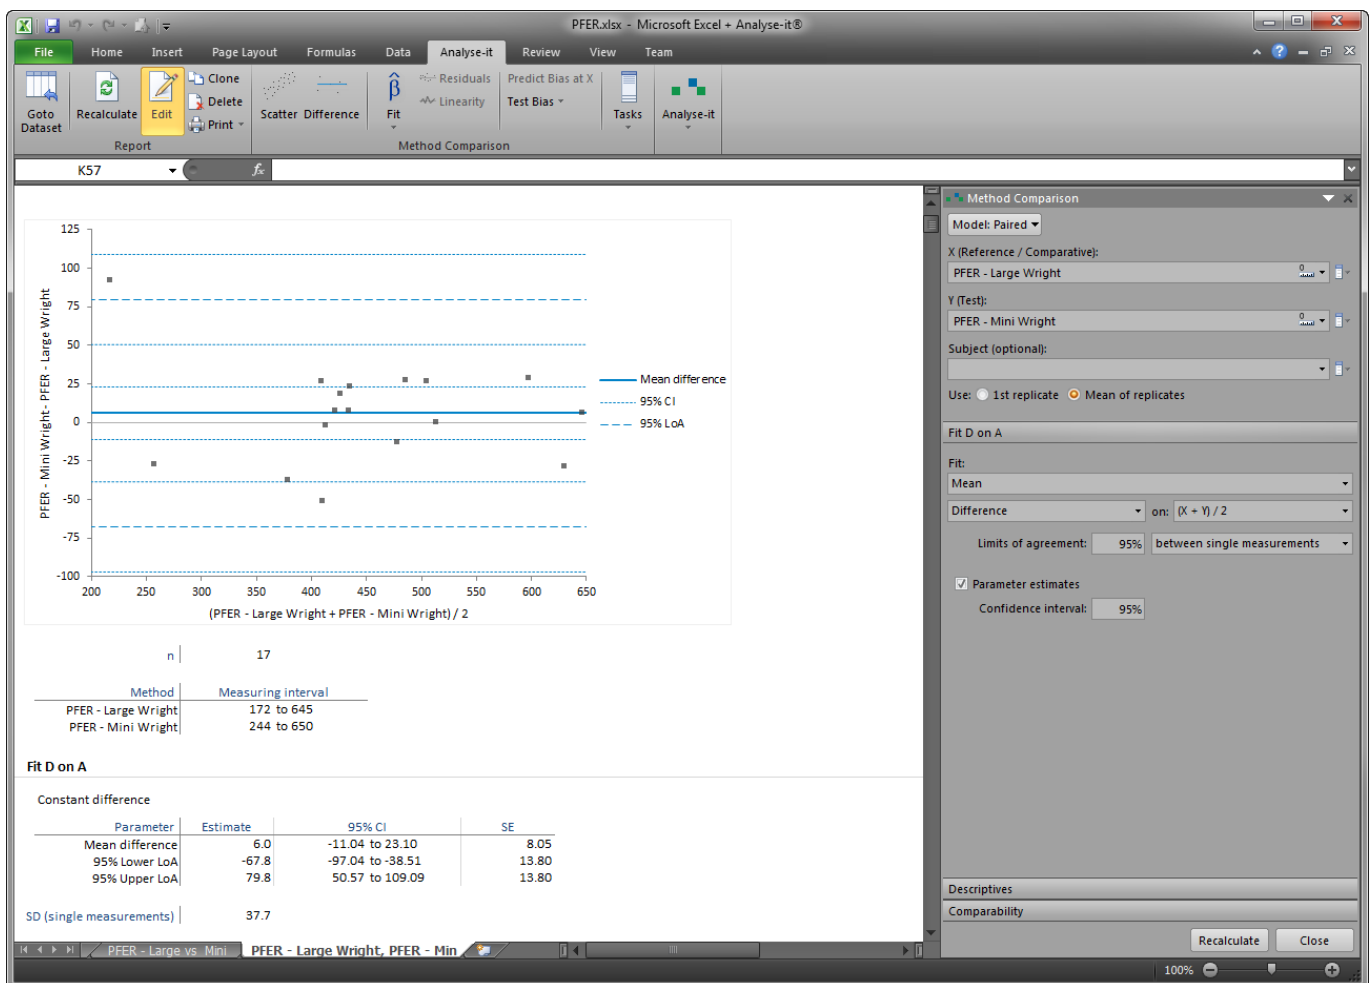 PFER.xlsx - Microsoft Excel + Analyse-it®
File Home Insert Page Layout Formulas Data Analyse-it Review View Team
Goto Dataset
Recalculate
Edit
Clone
Delete
Print
Report
Scatter Difference
Fit
Residuals
Linearity
Predict Bias at X
Test Bias
Method Comparison
Tasks
Analyse-it
K57
fx
125
100
75
50
25
0
-25
-50
-75
-100
PFER - Mini Wright- PFER - Large Wright
200 250 300 350 400 450 500 550 600 650
(PFER - Large Wright + PFER - Mini Wright) / 2
Mean difference
95% CI
95% LoA
n 17
Method Measuring interval
PFER - Large Wright 172 to 645
PFER - Mini Wright 244 to 650
Fit D on A
Constant difference
Parameter Estimate 95% CI SE
Mean difference 6.0 -11.04 to 23.10 8.05
95% Lower LoA -67.8 -97.04 to -38.51 13.80
95% Upper LoA 79.8 50.57 to 109.09 13.80
SD (single measurements) 37.7
PFER - Large vs Mini PFER - Large Wright, PFER - Min
Method Comparison
Model: Paired
X (Reference / Comparative):
PFER - Large Wright
Y (Test):
PFER - Mini Wright
Subject (optional):
Use: 1st replicate Mean of replicates
Fit D on A
Fit:
Mean
Difference on: (X + Y) / 2
Limits of agreement: 95% between single measurements
Parameter estimates
Confidence interval: 95%
Descriptives
Comparability
Recalculate Close
100%